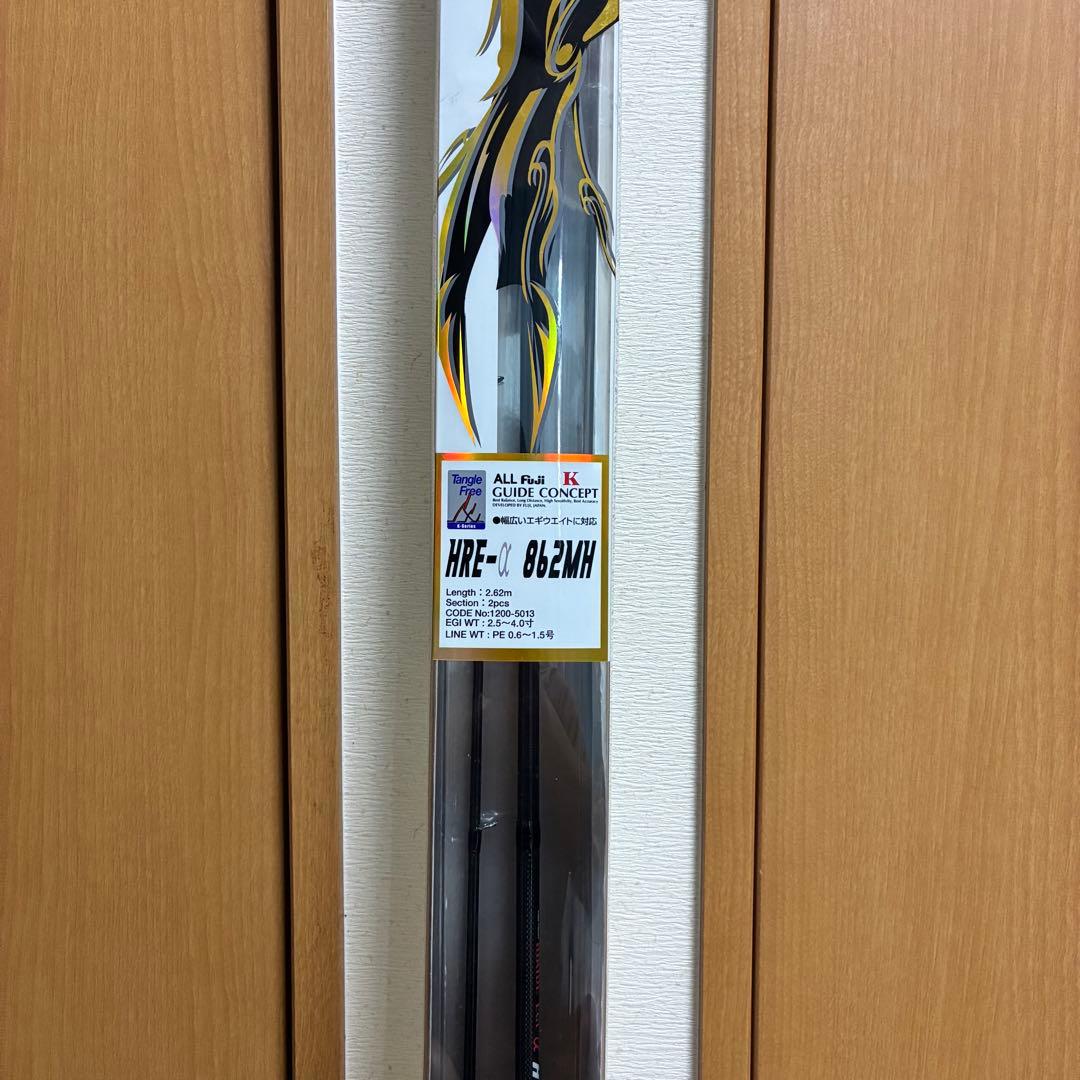 Tangle
Free
K-Series
ALL Fuji K
GUIDE CONCEPT
Best Balance, Long Distance, High Sensitivity, Best Accuracy
DEVELOPED BY FUJI, JAPAN.
●幅広いエギウエイトに対応
HRE-α 862MH
Length：2.62m
Section：2pcs
CODE No:1200-5013
EGI WT : 2.5～4.0寸
LINE WT : PE 0.6～1.5号